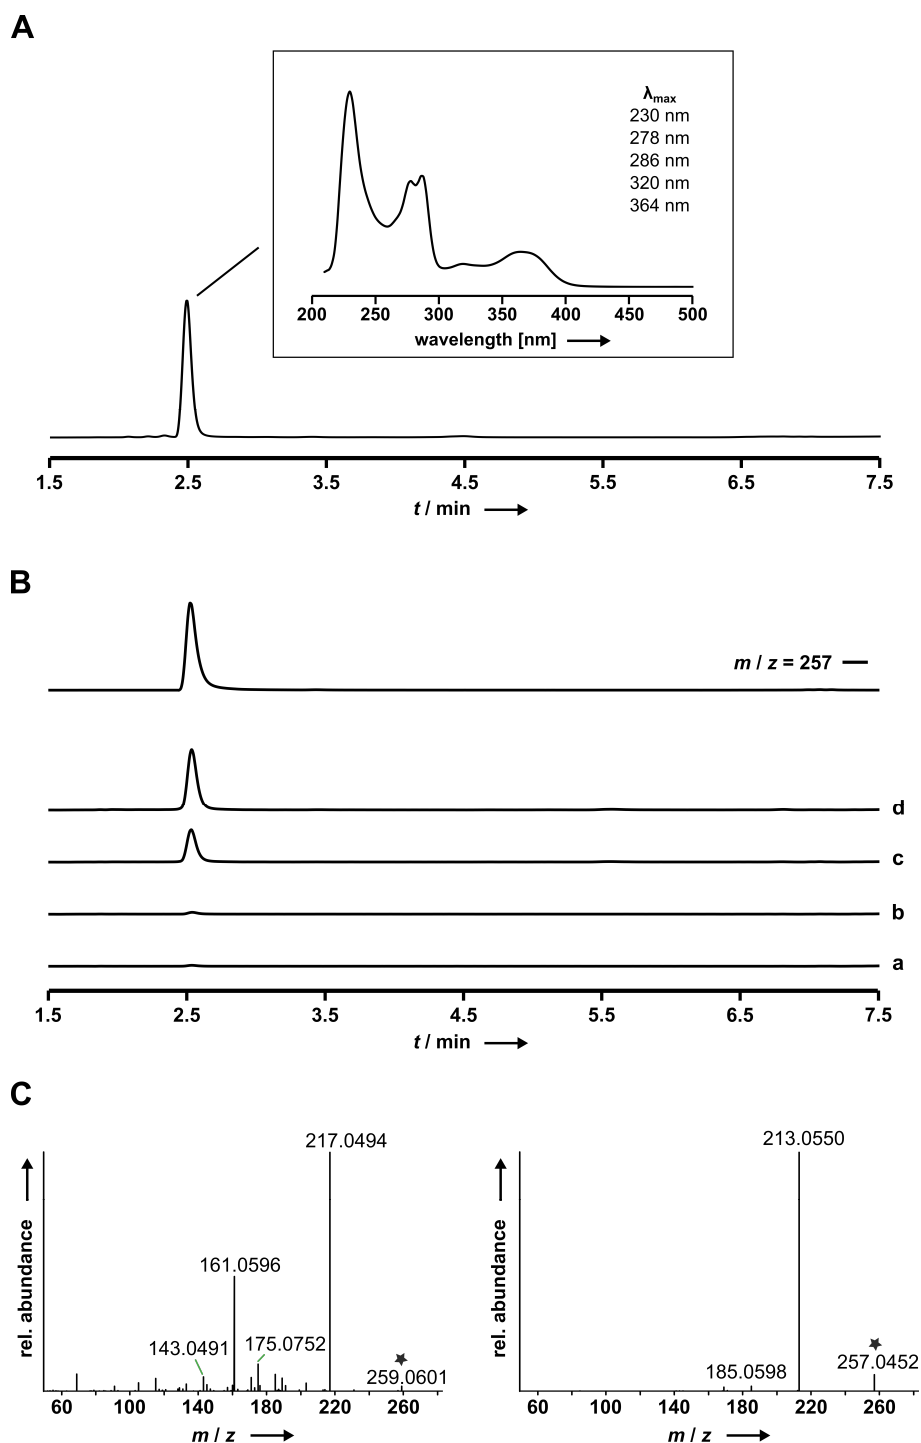 A
λmax
230 nm
278 nm
286 nm
320 nm
364 nm
200 250 300 350 400 450 500
wavelength [nm]
1.5 2.5 3.5 4.5 5.5 6.5 7.5
t / min
B
m / z = 257
d
c
b
a
1.5 2.5 3.5 4.5 5.5 6.5 7.5
t / min
C
217.0494
161.0596
143.0491
175.0752
259.0601
rel. abundance
60 100 140 180 220 260
m / z
213.0550
185.0598
257.0452
rel. abundance
60 100 140 180 220 260
m / z